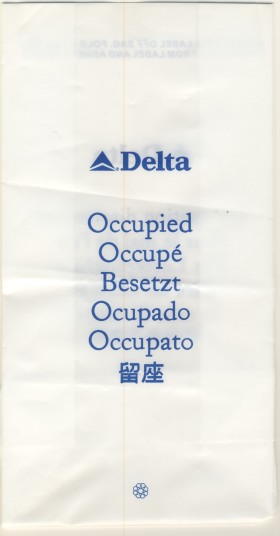 Delta
Occupied
Occupé
Besetzt
Ocupado
Occupato
留座